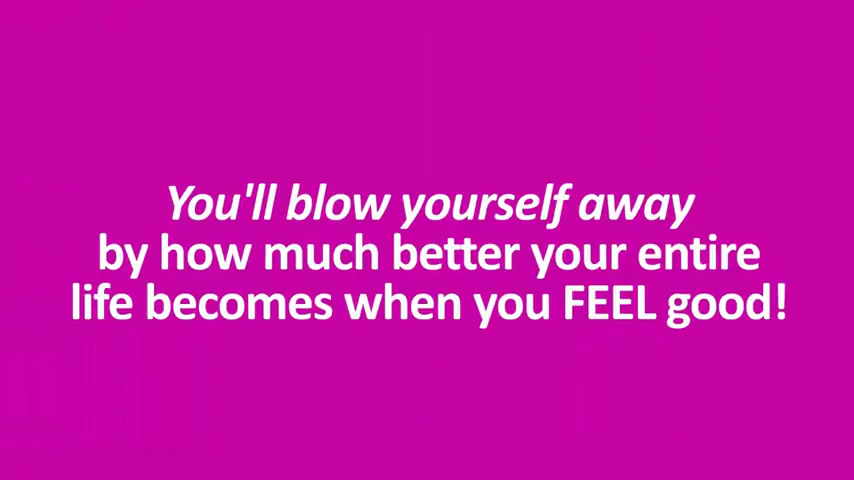 You'll blow yourself away
by how much better your entire
life becomes when you FEEL good!